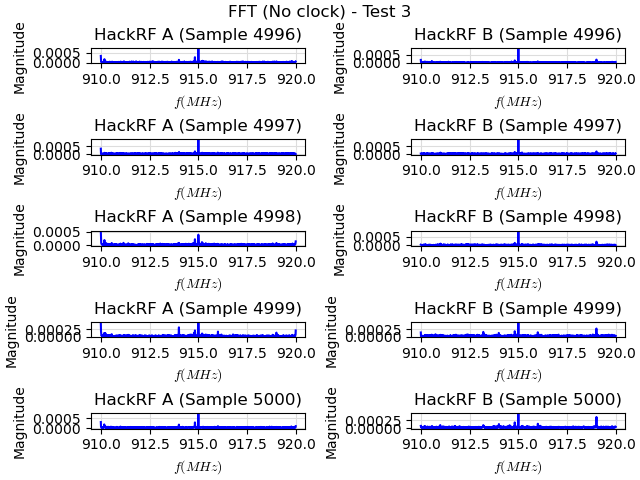 FFT (No clock) - Test 3
HackRF A (Sample 4996)
Magnitude
0.0005
0.0000
910.0 912.5 915.0 917.5 920.0
f(MHz)
HackRF B (Sample 4996)
Magnitude
0.0005
0.0000
910.0 912.5 915.0 917.5 920.0
f(MHz)
HackRF A (Sample 4997)
Magnitude
0.0005
0.0000
910.0 912.5 915.0 917.5 920.0
f(MHz)
HackRF B (Sample 4997)
Magnitude
0.0005
0.0000
910.0 912.5 915.0 917.5 920.0
f(MHz)
HackRF A (Sample 4998)
Magnitude
0.0005
0.0000
910.0 912.5 915.0 917.5 920.0
f(MHz)
HackRF B (Sample 4998)
Magnitude
0.0005
0.0000
910.0 912.5 915.0 917.5 920.0
f(MHz)
HackRF A (Sample 4999)
Magnitude
0.00025
0.00000
910.0 912.5 915.0 917.5 920.0
f(MHz)
HackRF B (Sample 4999)
Magnitude
0.00025
0.00000
910.0 912.5 915.0 917.5 920.0
f(MHz)
HackRF A (Sample 5000)
Magnitude
0.0005
0.0000
910.0 912.5 915.0 917.5 920.0
f(MHz)
HackRF B (Sample 5000)
Magnitude
0.00025
0.00000
910.0 912.5 915.0 917.5 920.0
f(MHz)